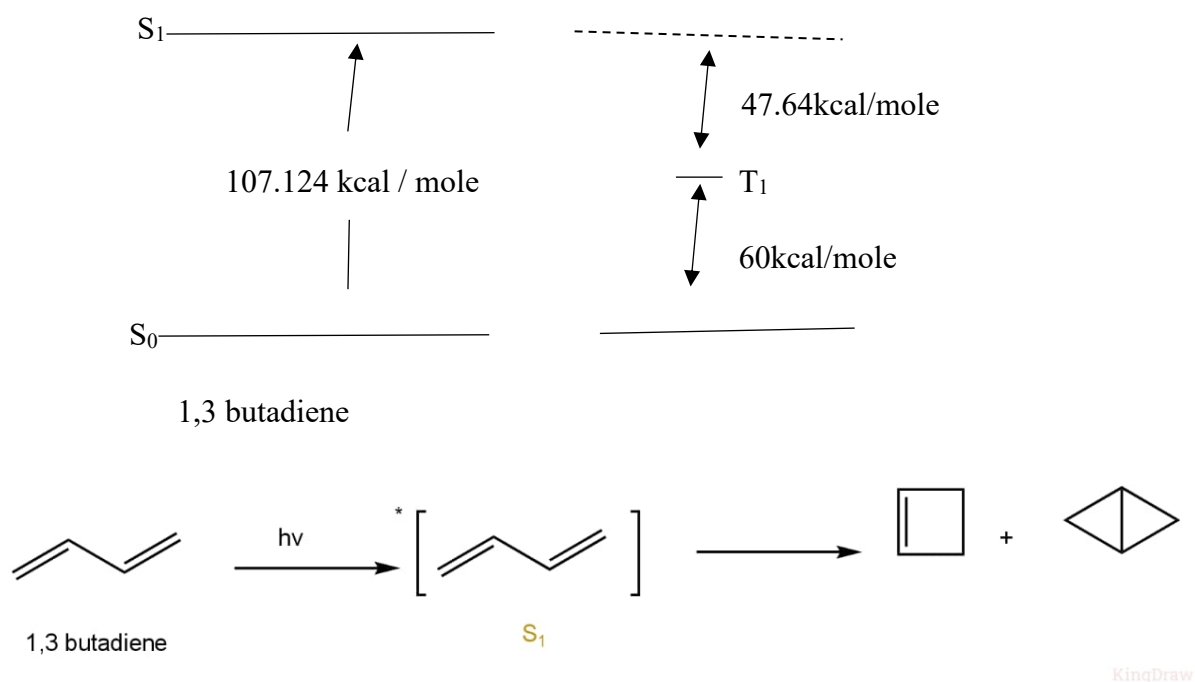 S₁
47.64kcal/mole
107.124 kcal / mole
T₁
60kcal/mole
S₀
1,3 butadiene
hv
*
+
1,3 butadiene
S₁
KingDraw